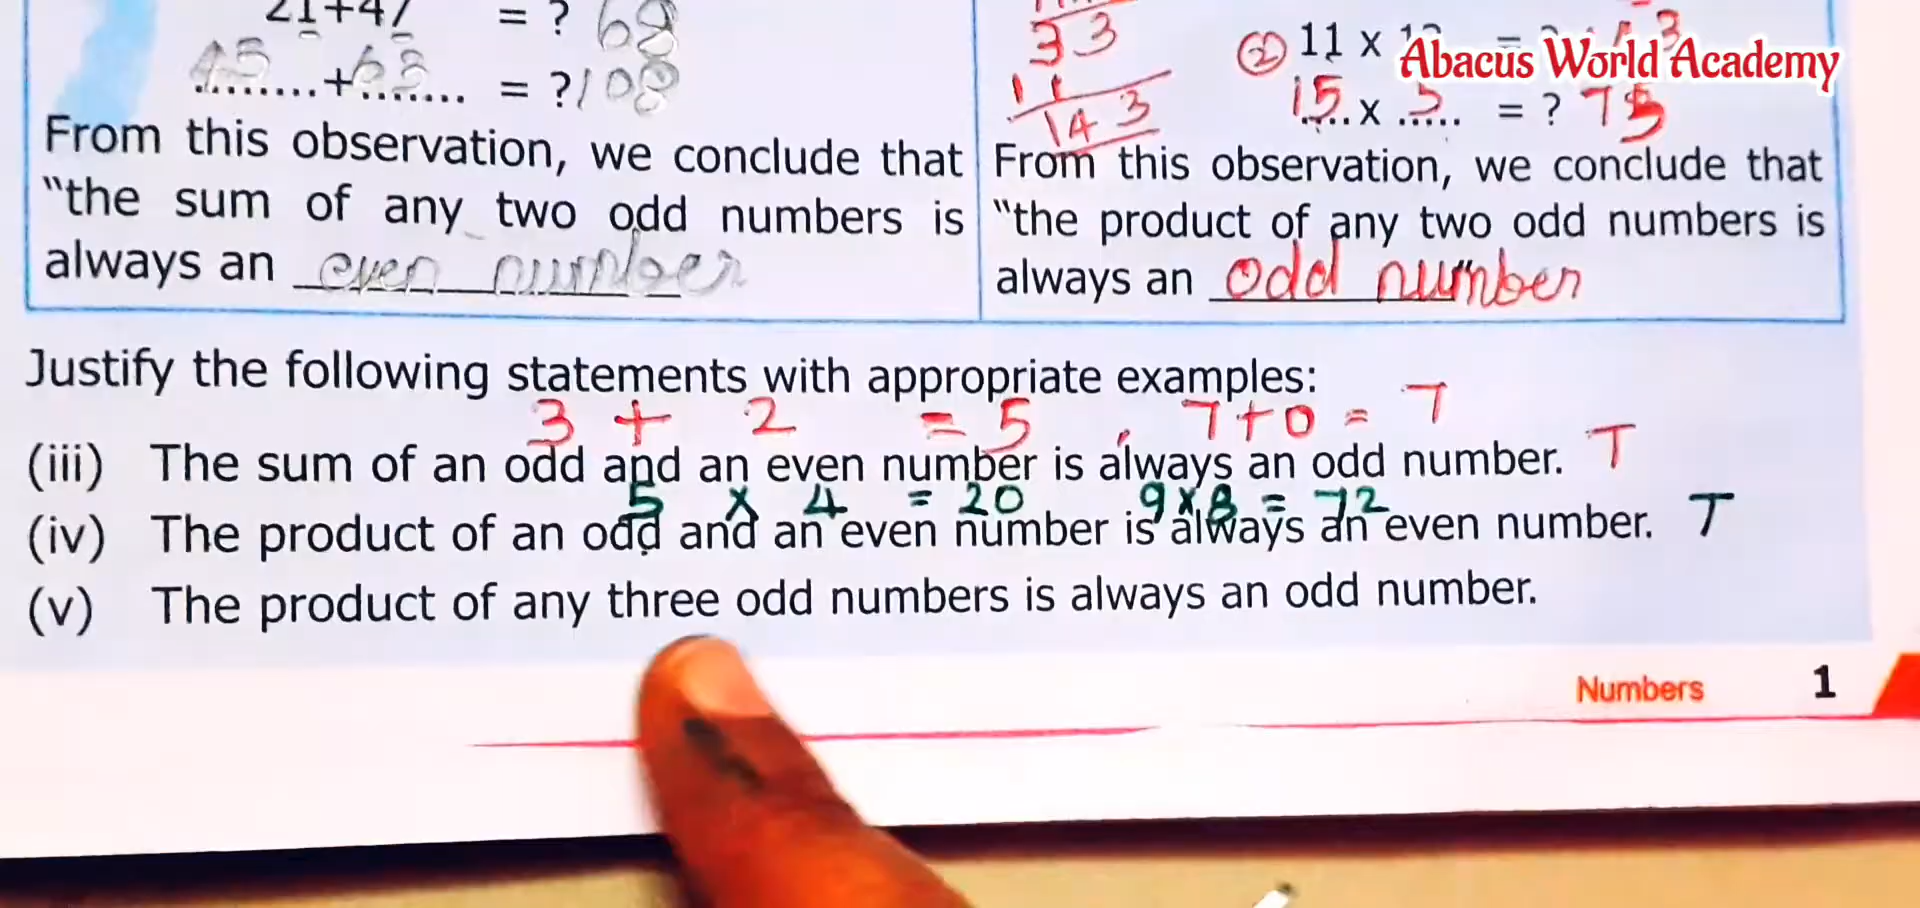 21+47 = ? 68
45 + 63 = ? 108
From this observation, we conclude that
"the sum of any two odd numbers is
always an even number
33
11
143
② 11 x = ?
Abacus World Academy
15 x 5 = ? 75
From this observation, we conclude that
"the product of any two odd numbers is
always an odd number"
Justify the following statements with appropriate examples:
3 + 2 = 5 , 7+0 = 7
(iii) The sum of an odd and an even number is always an odd number. T
5 x 4 = 20 9x8 = 72
(iv) The product of an odd and an even number is always an even number. T
(v) The product of any three odd numbers is always an odd number.
Numbers 1